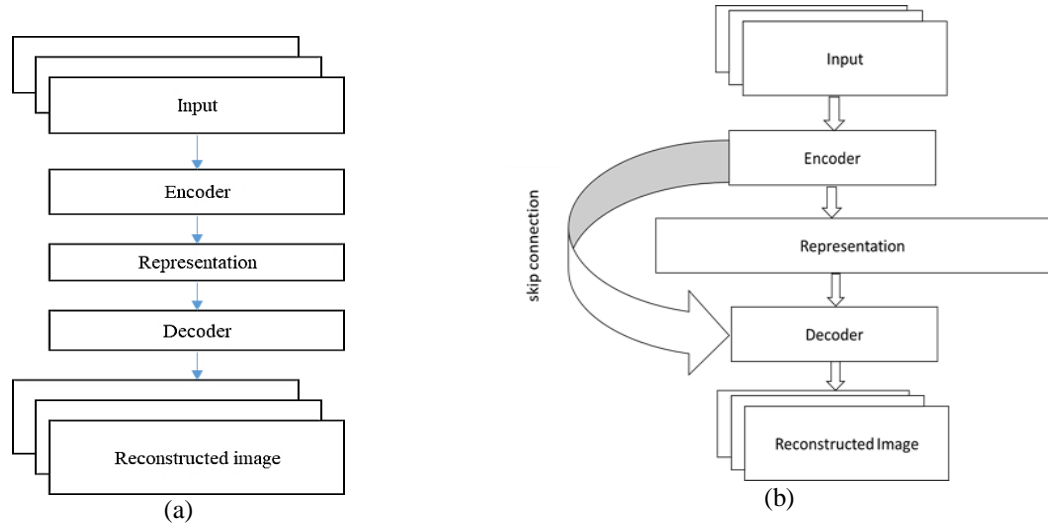 Input
Encoder
Representation
Decoder
Reconstructed image
(a)
Input
Encoder
skip connection
Representation
Decoder
Reconstructed Image
(b)